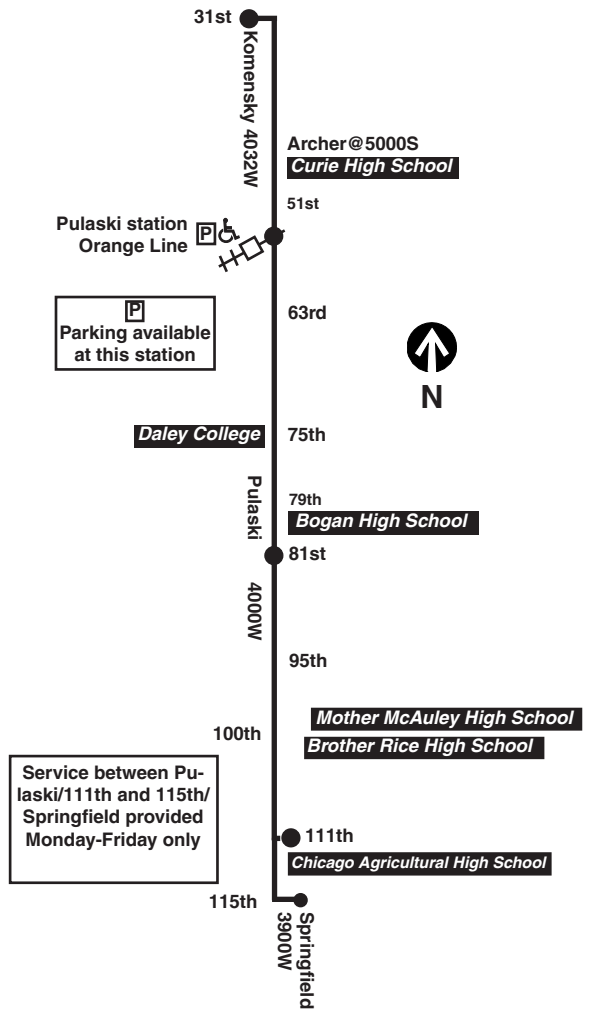 31st
Komensky 4032W
Archer@5000S
Curie High School
51st
Pulaski station
Orange Line
P
63rd
P
Parking available
at this station
N
Daley College
75th
Pulaski
79th
Bogan High School
81st
4000W
95th
Mother McAuley High School
100th
Brother Rice High School
Service between Pu-
laski/111th and 115th/
Springfield provided
Monday-Friday only
111th
Chicago Agricultural High School
115th
Springfield
3900W